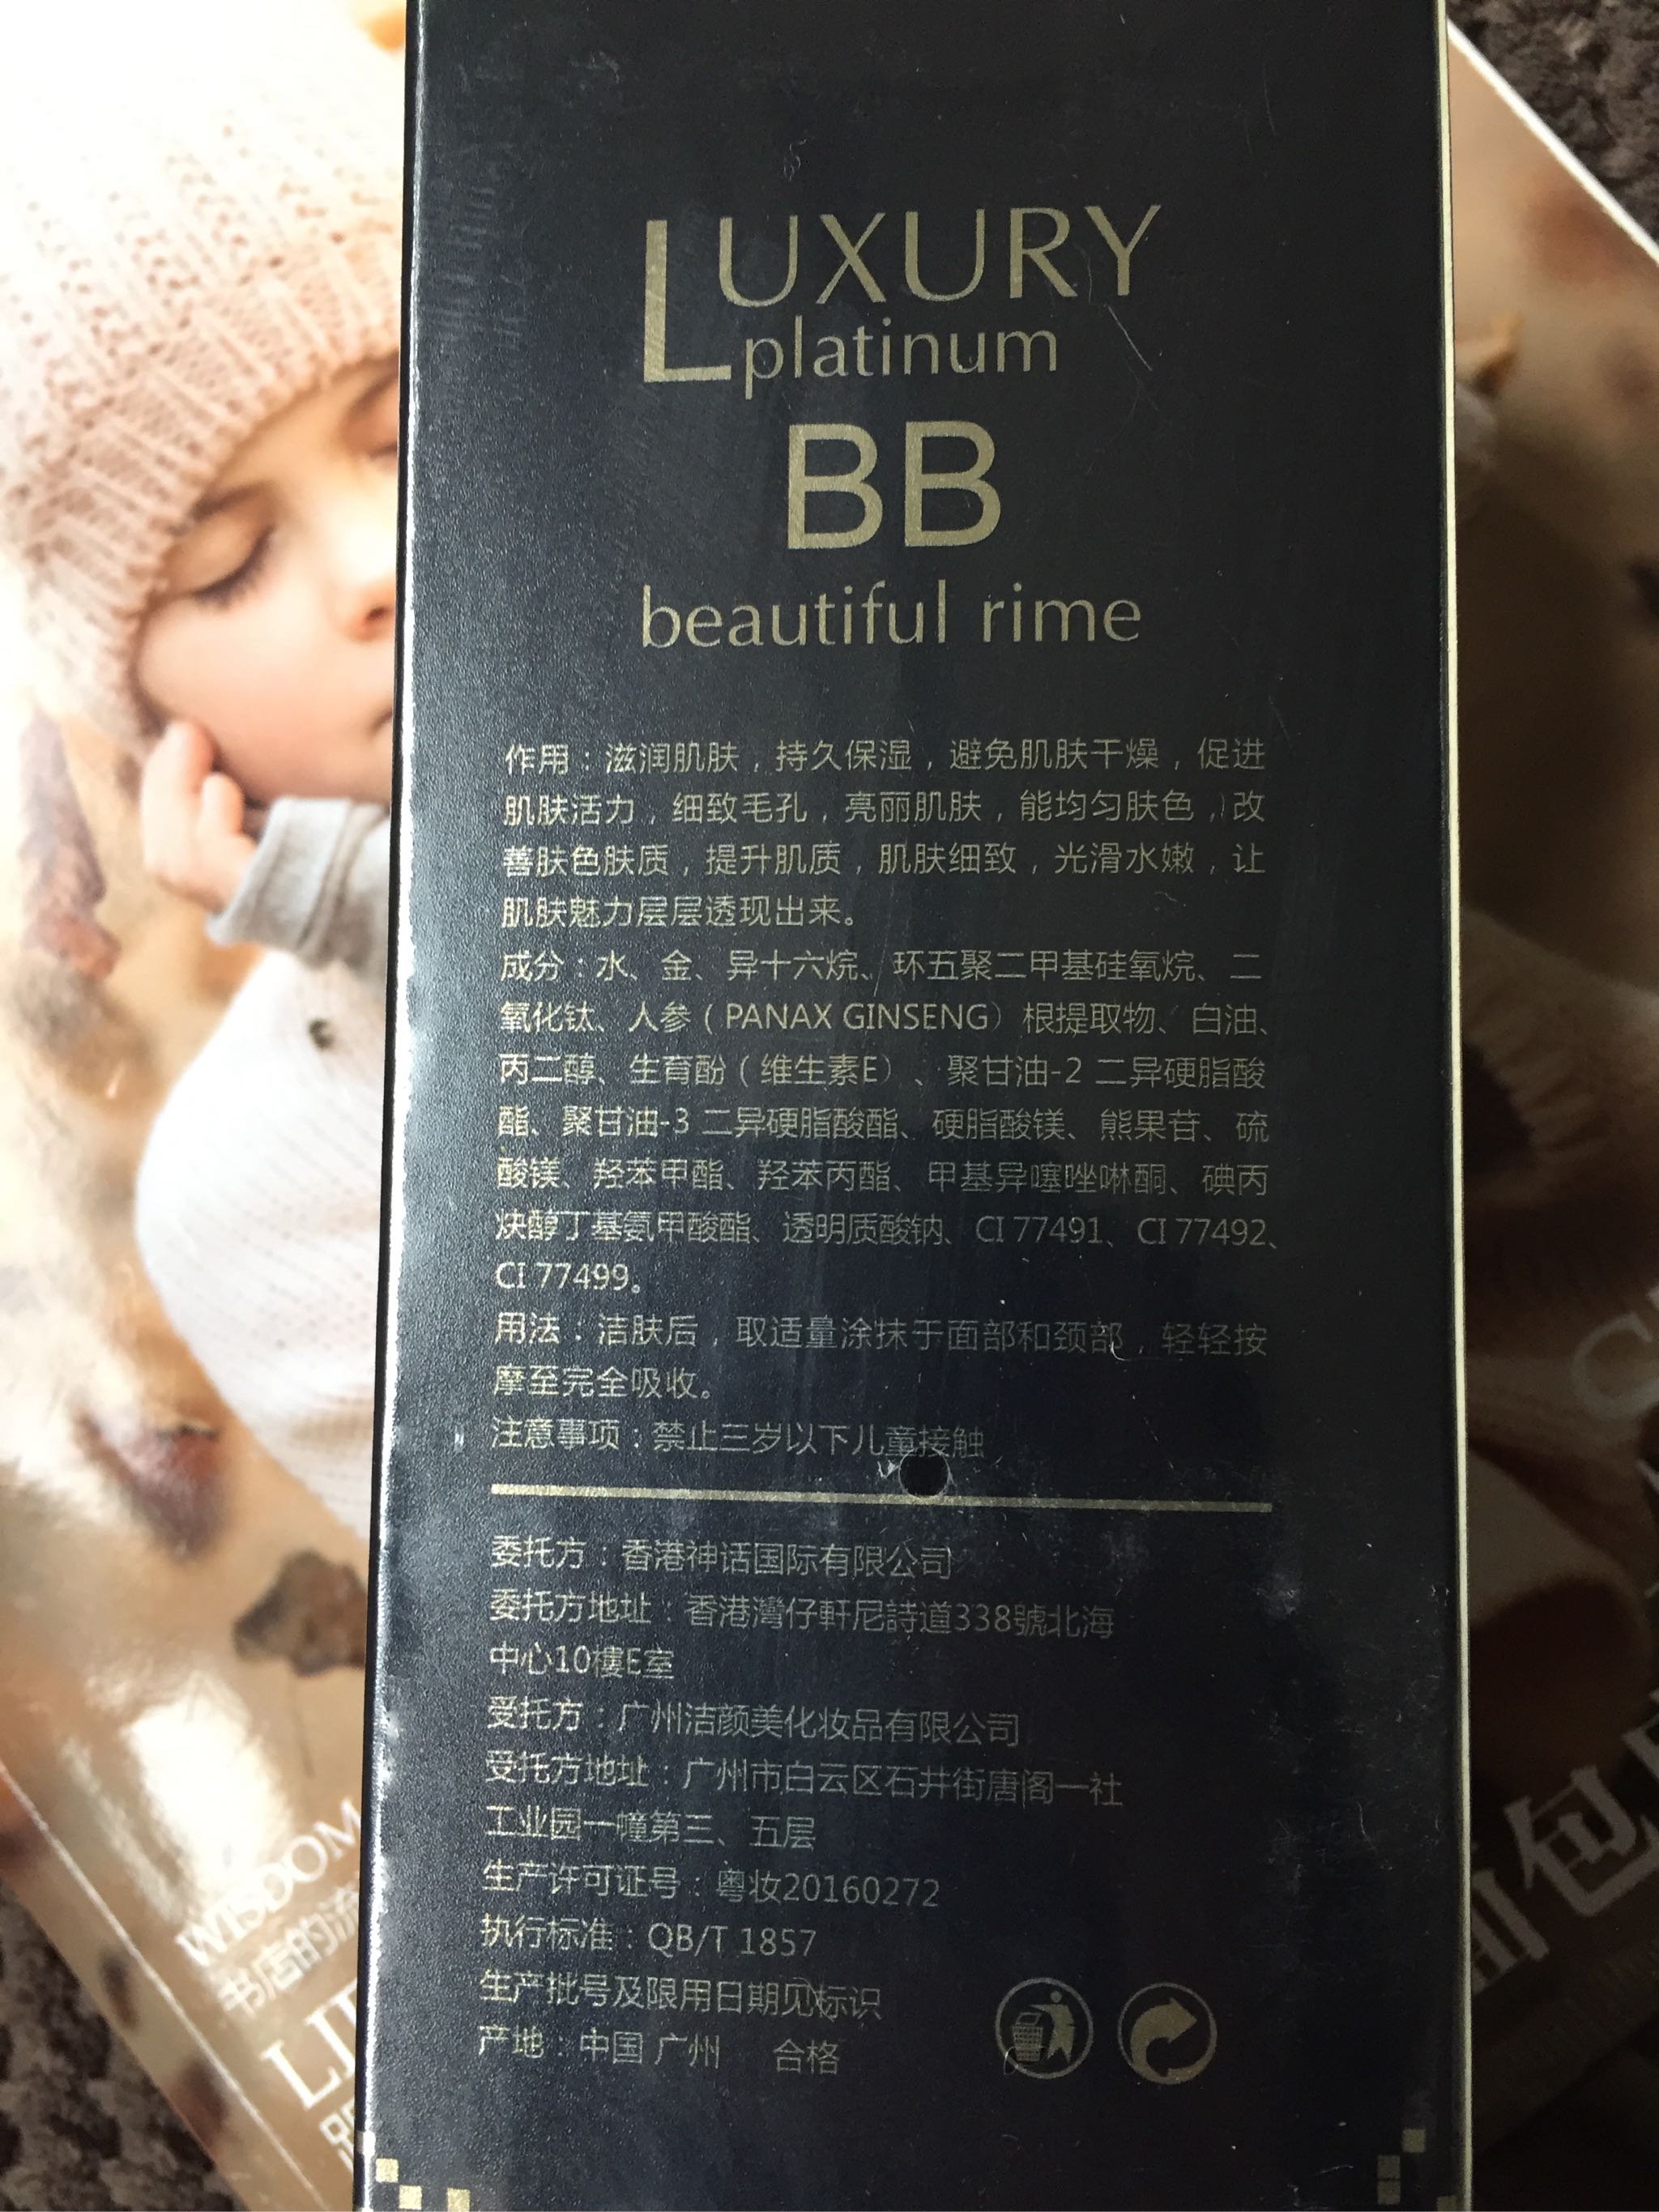 LUXURY
platinum
BB
beautiful rime
作用：滋润肌肤，持久保湿，避免肌肤干燥，促进
肌肤活力，细致毛孔，亮丽肌肤，能均匀肤色，改
善肤色肤质，提升肌质，肌肤细致，光滑水嫩，让
肌肤魅力层层透现出来。
成分：水、金、异十六烷、环五聚二甲基硅氧烷、二
氧化钛、人参（PANAX GINSENG）根提取物、白油、
丙二醇、生育酚（维生素E）、聚甘油-2 二异硬脂酸
酯、聚甘油-3 二异硬脂酸酯、硬脂酸镁、熊果苷、硫
酸镁、羟苯甲酯、羟苯丙酯、甲基异噻唑啉酮、碘丙
炔醇丁基氨甲酸酯、透明质酸钠、CI 77491、CI 77492、
CI 77499。
用法：洁肤后，取适量涂抹于面部和颈部，轻轻按
摩至完全吸收。
注意事项：禁止三岁以下儿童接触
委托方：香港神话国际有限公司
委托方地址：香港灣仔軒尼詩道338號北海
中心10樓E室
受托方：广州洁颜美化妆品有限公司
受托方地址：广州市白云区石井街唐阁一社
工业园一幢第三、五层
生产许可证号：粤妆20160272
执行标准：QB/T 1857
生产批号及限用日期见标识
产地：中国 广州 合格
WISDOM
书店的流
面包